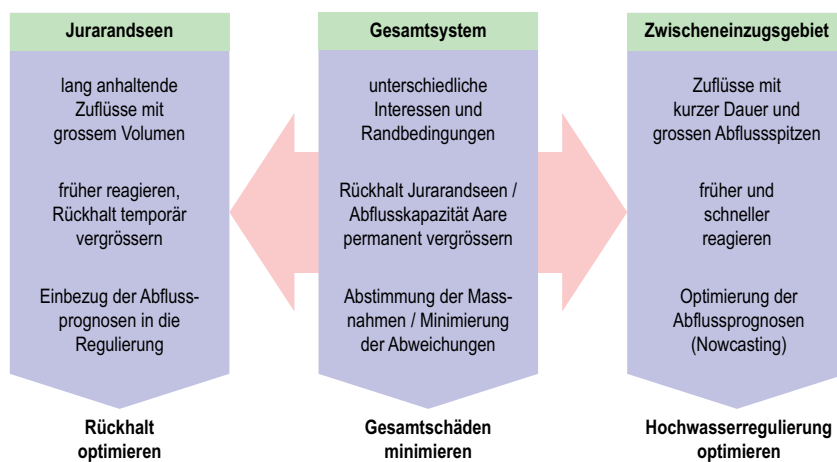 Jurarandseen
lang anhaltende
Zuflüsse mit
grossem Volumen
früher reagieren,
Rückhalt temporär
vergrössern
Einbezug der Abfluss-
prognosen in die
Regulierung
Rückhalt
optimieren
Gesamtsystem
unterschiedliche
Interessen und
Randbedingungen
Rückhalt Jurarandseen /
Abflusskapazität Aare
permanent vergrössern
Abstimmung der Mass-
nahmen / Minimierung
der Abweichungen
Gesamtschäden
minimieren
Zwischeneinzugsgebiet
Zuflüsse mit
kurzer Dauer und
grossen Abflussspitzen
früher und
schneller
reagieren
Optimierung der
Abflussprognosen
(Nowcasting)
Hochwasserregulierung
optimieren